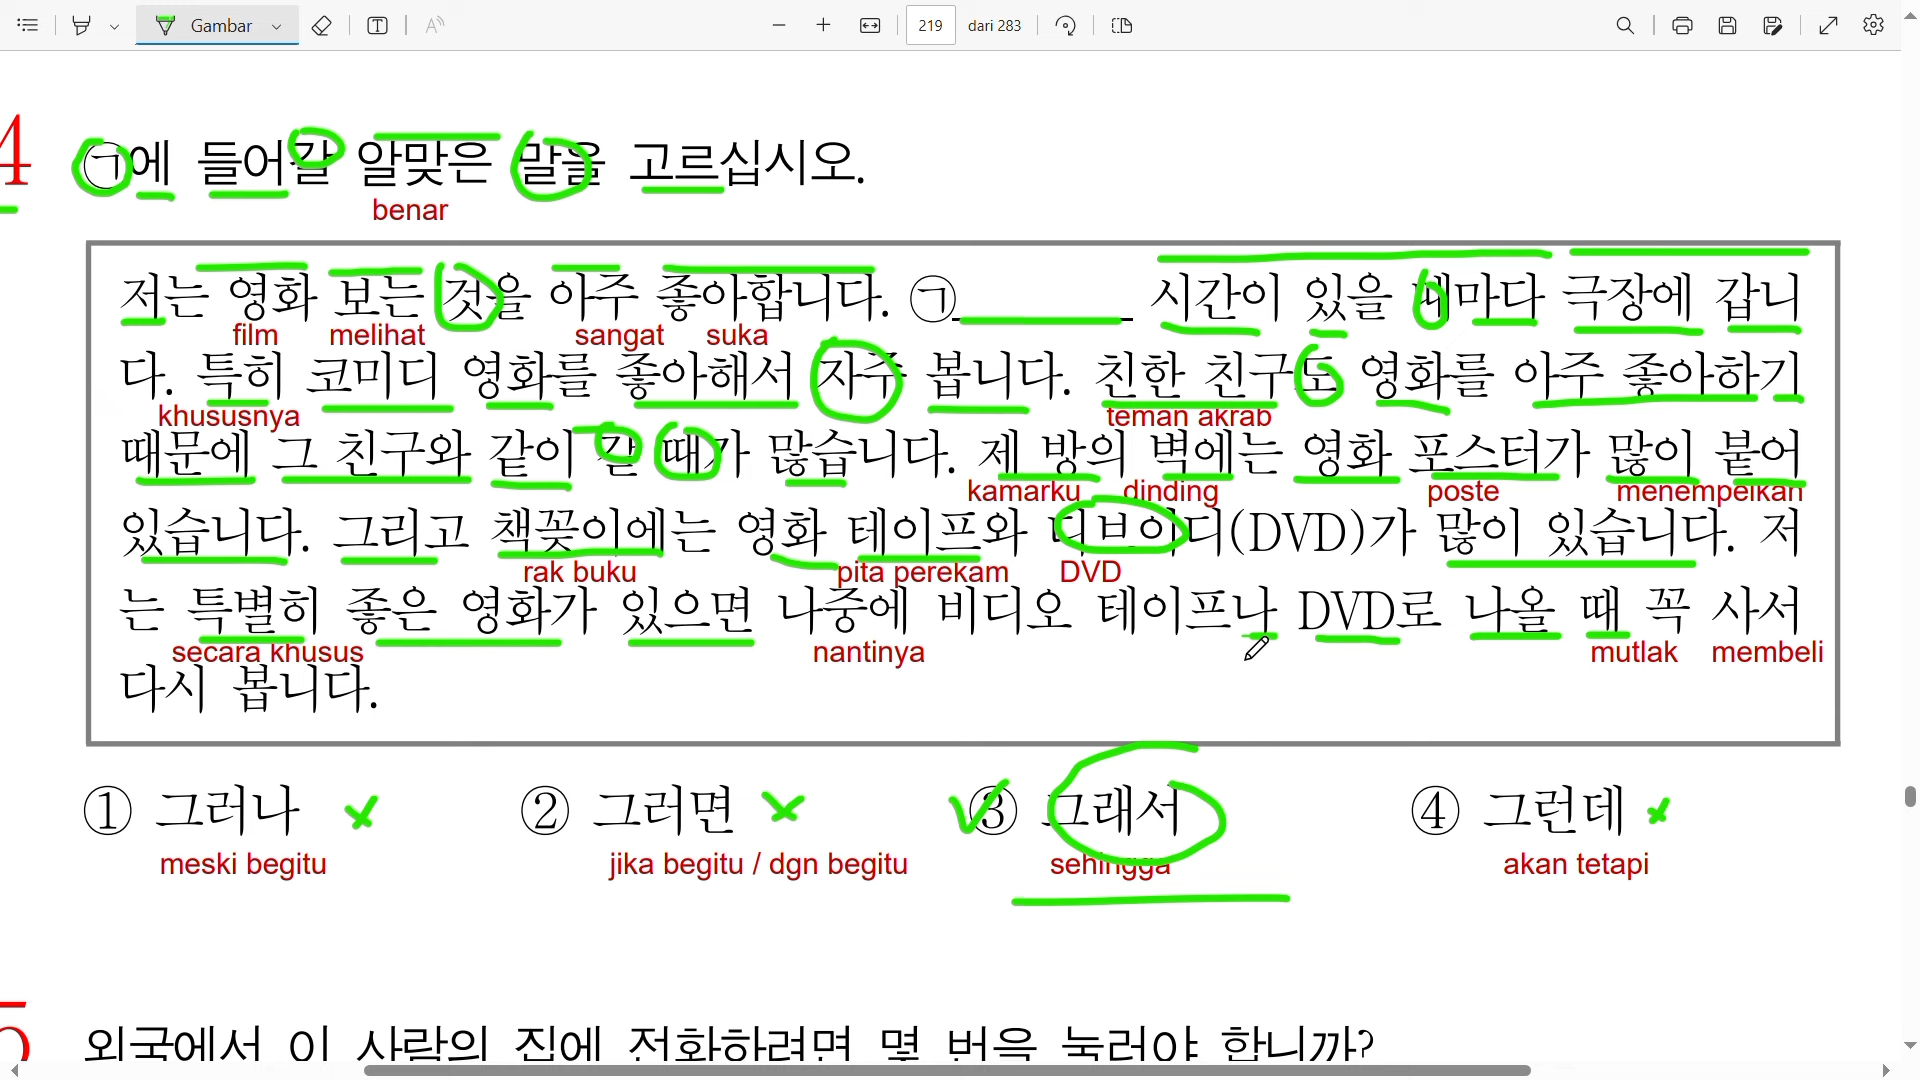 Gambar 219 dari 283
4 ㉠에 들어갈 알맞은 말을 고르십시오.
benar
저는 영화 보는 것을 아주 좋아합니다. ㉠________ 시간이 있을 때마다 극장에 갑니
film melihat sangat suka
다. 특히 코미디 영화를 좋아해서 자주 봅니다. 친한 친구도 영화를 아주 좋아하기
khususnya teman akrab
때문에 그 친구와 같이 갈 때가 많습니다. 제 방의 벽에는 영화 포스터가 많이 붙어
kamarku dinding poste menempelkan
있습니다. 그리고 책꽂이에는 영화 테이프와 디브이디(DVD)가 많이 있습니다. 저
rak buku pita perekam DVD
는 특별히 좋은 영화가 있으면 나중에 비디오 테이프나 DVD로 나올 때 꼭 사서
secara khusus nantinya mutlak membeli
다시 봅니다.
① 그러나 ② 그러면 ③ 그래서 ④ 그런데
meski begitu jika begitu / dgn begitu sehingga akan tetapi
5 외국에서 이 사람의 집에 전화하려면 몇 번을 눌러야 합니까?